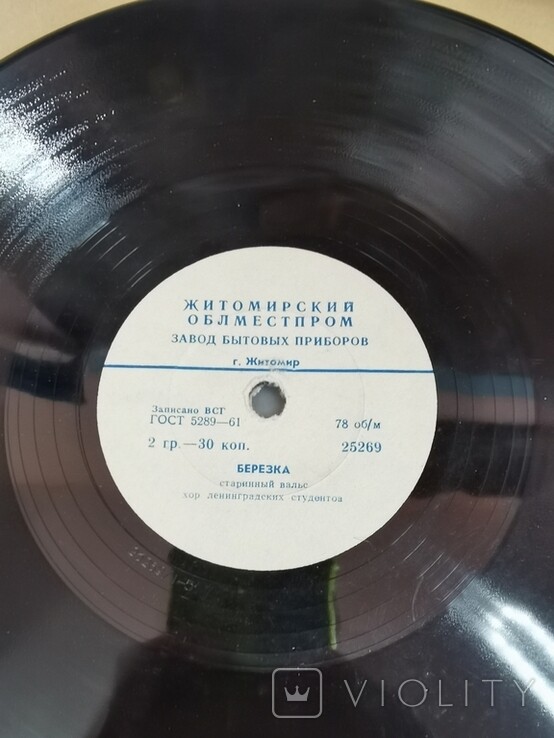 ЖИТОМИРСКИЙ
ОБЛМЕСТПРОМ
ЗАВОД БЫТОВЫХ ПРИБОРОВ
г. Житомир
Записано ВСГ
ГОСТ 5289—61
78 об/м
2 гр.—30 коп.
25269
БЕРЕЗКА
старинный вальс
хор ленинградских студентов
VIOLITY